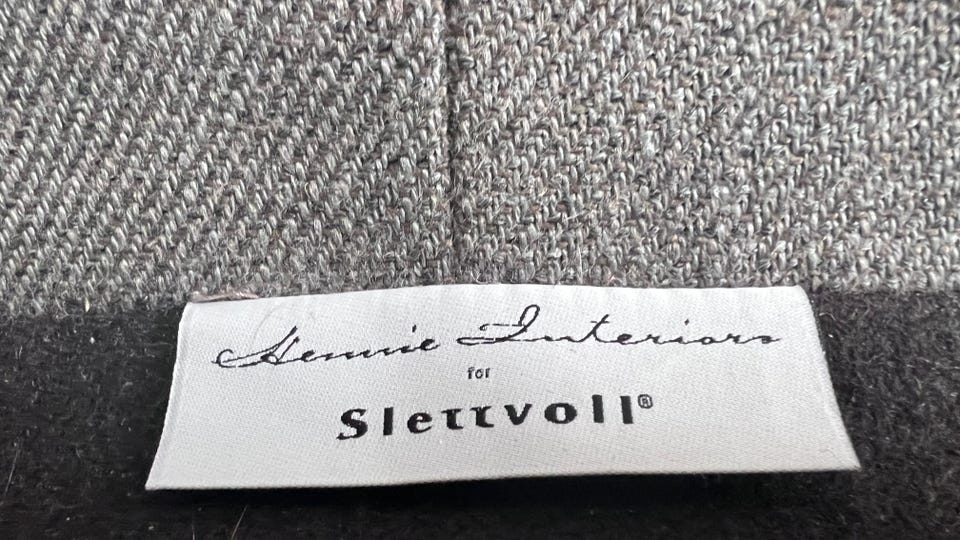 Hennie Interiors
for
Slettvoll®